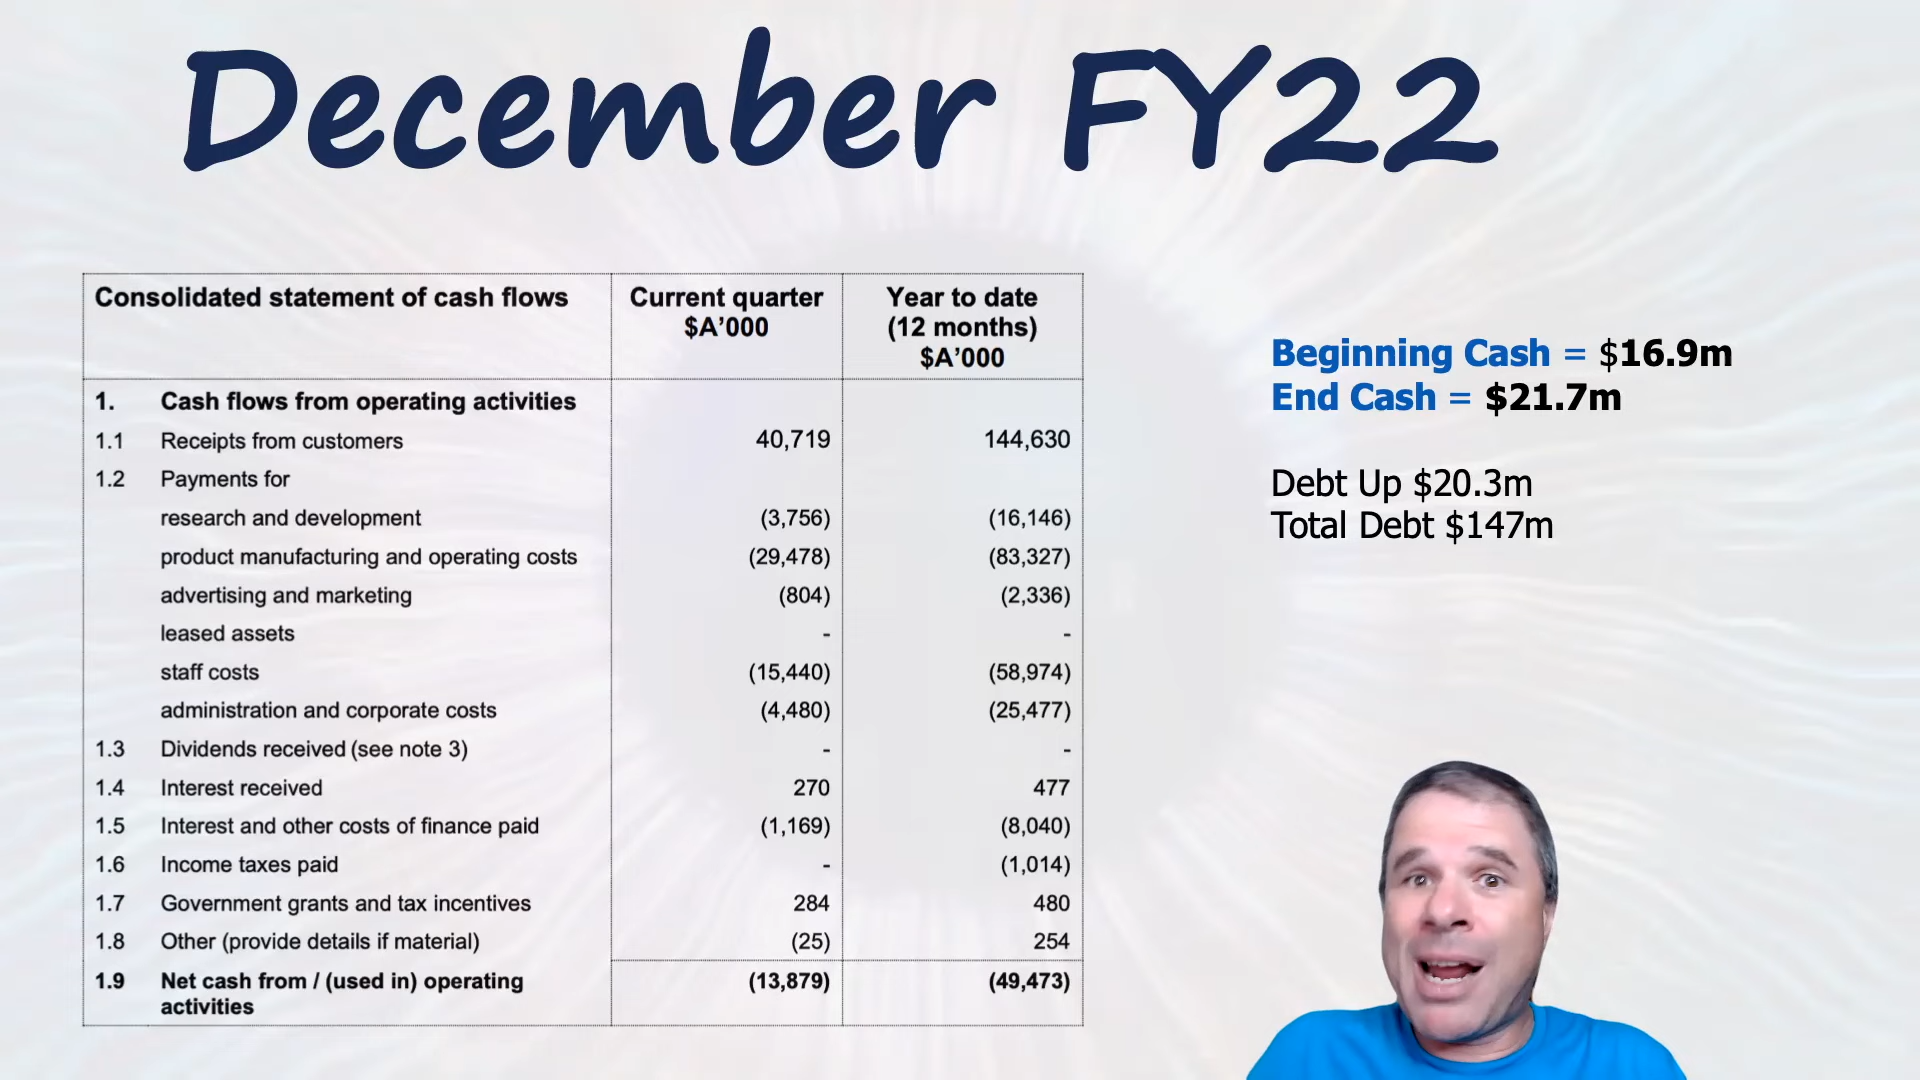 December FY22
Consolidated statement of cash flows
Current quarter
$A’000
Year to date
(12 months)
$A’000
1. Cash flows from operating activities
1.1 Receipts from customers 40,719 144,630
1.2 Payments for
research and development (3,756) (16,146)
product manufacturing and operating costs (29,478) (83,327)
advertising and marketing (804) (2,336)
leased assets - -
staff costs (15,440) (58,974)
administration and corporate costs (4,480) (25,477)
1.3 Dividends received (see note 3) - -
1.4 Interest received 270 477
1.5 Interest and other costs of finance paid (1,169) (8,040)
1.6 Income taxes paid - (1,014)
1.7 Government grants and tax incentives 284 480
1.8 Other (provide details if material) (25) 254
1.9 Net cash from / (used in) operating (13,879) (49,473)
activities
Beginning Cash = $16.9m
End Cash = $21.7m
Debt Up $20.3m
Total Debt $147m